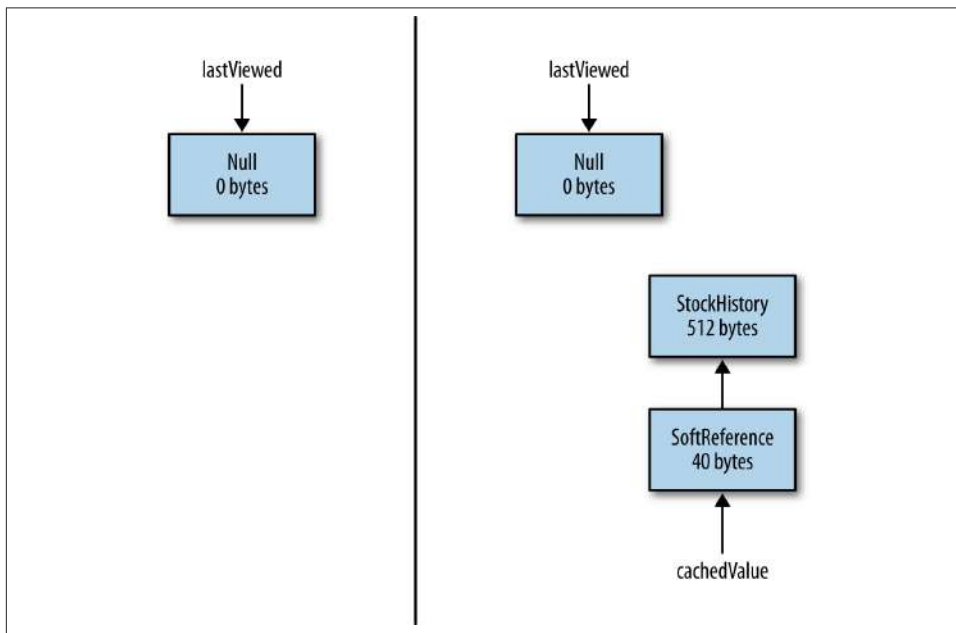 lastViewed
Null
0 bytes
lastViewed
Null
0 bytes
StockHistory
512 bytes
SoftReference
40 bytes
cachedValue